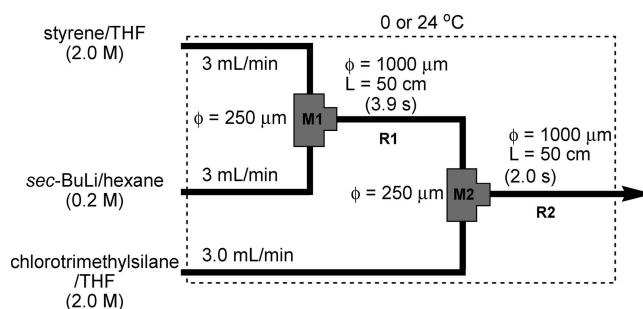 0 or 24 °C
styrene/THF
(2.0 M)
3 mL/min
ϕ = 1000 μm
L = 50 cm
(3.9 s)
ϕ = 250 μm
M1
R1
ϕ = 1000 μm
L = 50 cm
(2.0 s)
sec-BuLi/hexane
(0.2 M)
3 mL/min
ϕ = 250 μm
M2
R2
chlorotrimethylsilane
/THF
(2.0 M)
3.0 mL/min